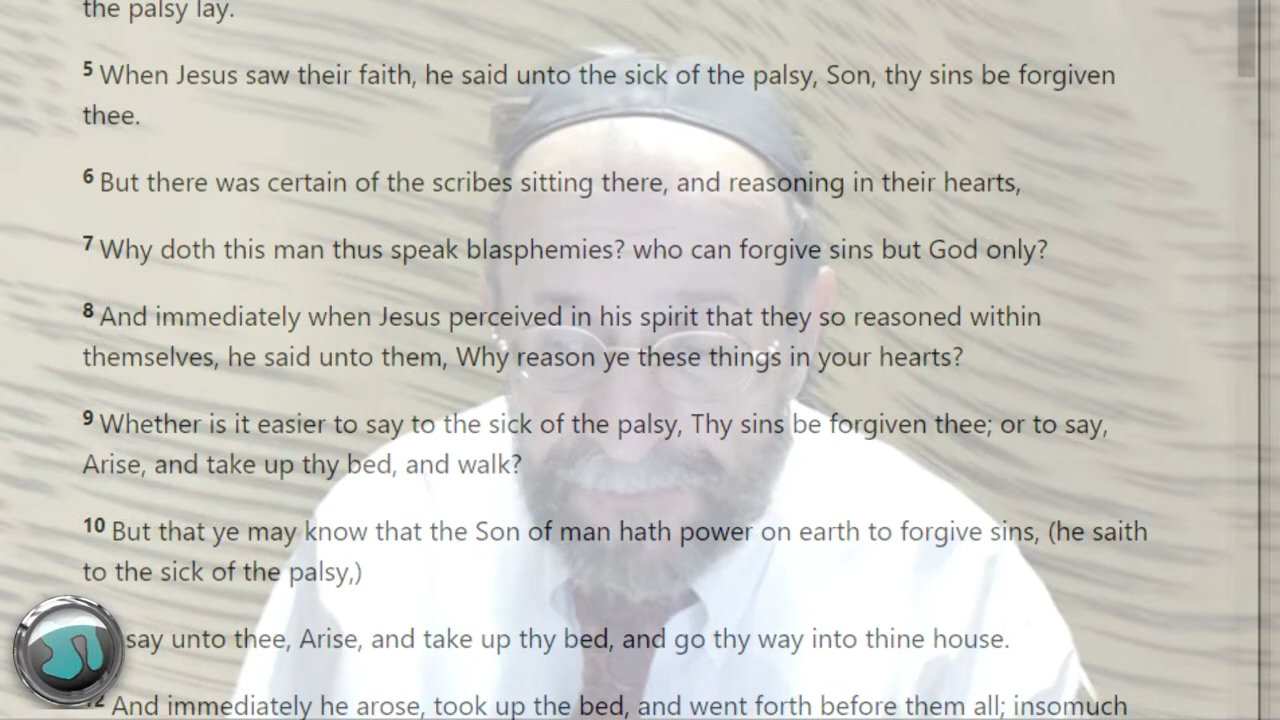 the palsy lay.
5 When Jesus saw their faith, he said unto the sick of the palsy, Son, thy sins be forgiven
thee.
6 But there was certain of the scribes sitting there, and reasoning in their hearts,
7 Why doth this man thus speak blasphemies? who can forgive sins but God only?
8 And immediately when Jesus perceived in his spirit that they so reasoned within
themselves, he said unto them, Why reason ye these things in your hearts?
9 Whether is it easier to say to the sick of the palsy, Thy sins be forgiven thee; or to say,
Arise, and take up thy bed, and walk?
10 But that ye may know that the Son of man hath power on earth to forgive sins, (he saith
to the sick of the palsy,)
say unto thee, Arise, and take up thy bed, and go thy way into thine house.
12 And immediately he arose, took up the bed, and went forth before them all; insomuch